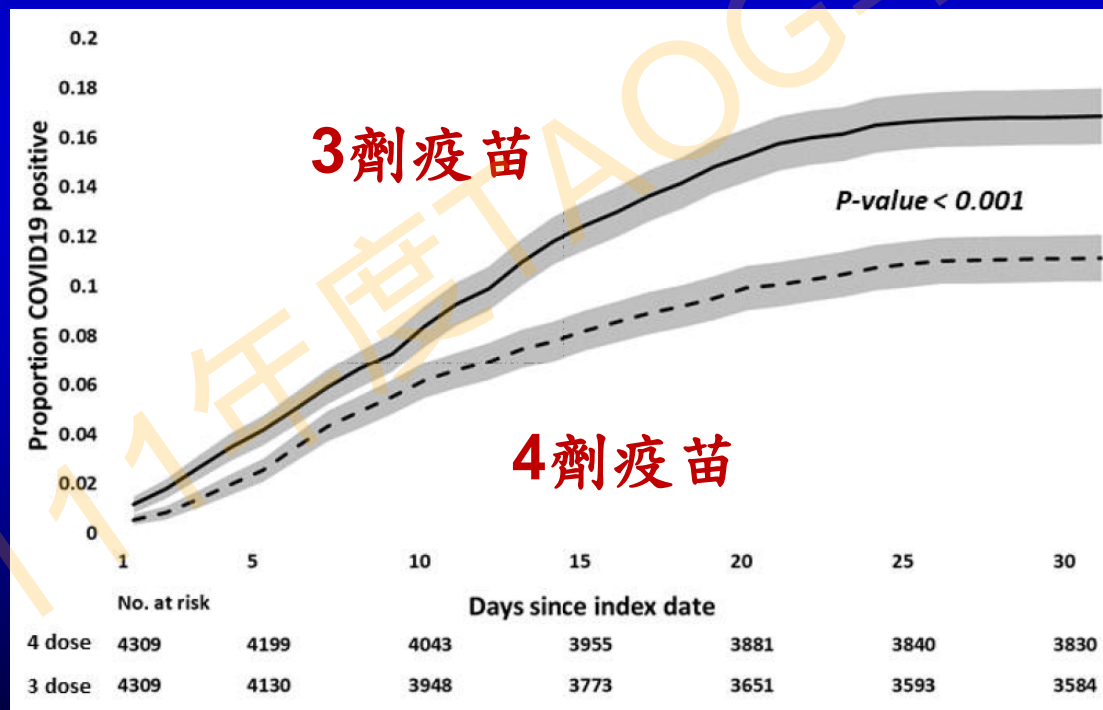 0.2
0.18
0.16
0.14
0.12
0.1
0.08
0.06
0.04
0.02
0
Proportion COVID19 positive
3劑疫苗
P-value < 0.001
4劑疫苗
1 5 10 15 20 25 30
No. at risk
Days since index date
4 dose 4309 4199 4043 3955 3881 3840 3830
3 dose 4309 4130 3948 3773 3651 3593 3584
11年度TAOG